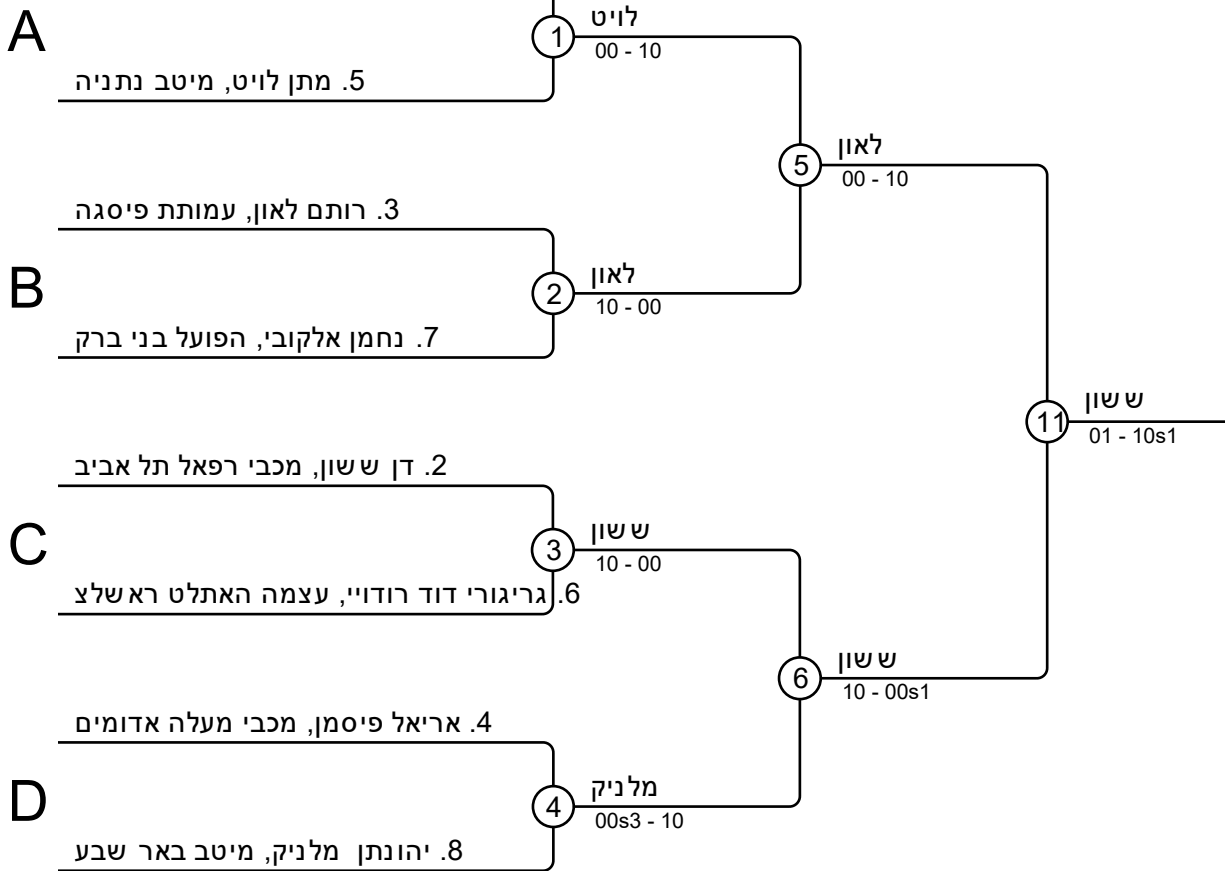 A
1
לויט
00 - 10
5. מתן לויט, מיטב נתניה
5
לאון
00 - 10
3. רותם לאון, עמותת פיסגה
B
2
לאון
10 - 00
7. נחמן אלקובי, הפועל בני ברק
11
ששון
01 - 10s1
2. דן ששון, מכבי רפאל תל אביב
C
3
ששון
10 - 00
6. גריגורי דוד רודויי, עצמה האתלט ראשלצ
6
ששון
10 - 00s1
4. אריאל פיסמן, מכבי מעלה אדומים
D
4
מלניק
00s3 - 10
8. יהונתן מלניק, מיטב באר שבע